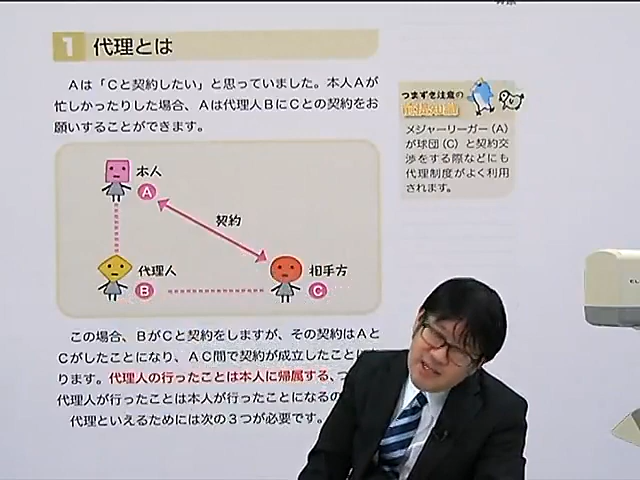 1 代理とは
Aは「Cと契約したい」と思っていました。本人Aが
忙しかったりした場合、Aは代理人BにCとの契約をお
願いすることができます。
本人
A
契約
代理人
B
相手方
C
つまずき注意の
前提知識
メジャーリーガー(A)
が球団(C)と契約交
渉をする際などにも
代理制度がよく利用
されます。
この場合、BがCと契約をしますが、その契約はAと
Cがしたことになり、AC間で契約が成立したことに
ります。代理人の行ったことは本人に帰属する、
代理人が行ったことは本人が行ったことになるの
代理といえるためには次の3つが必要です。